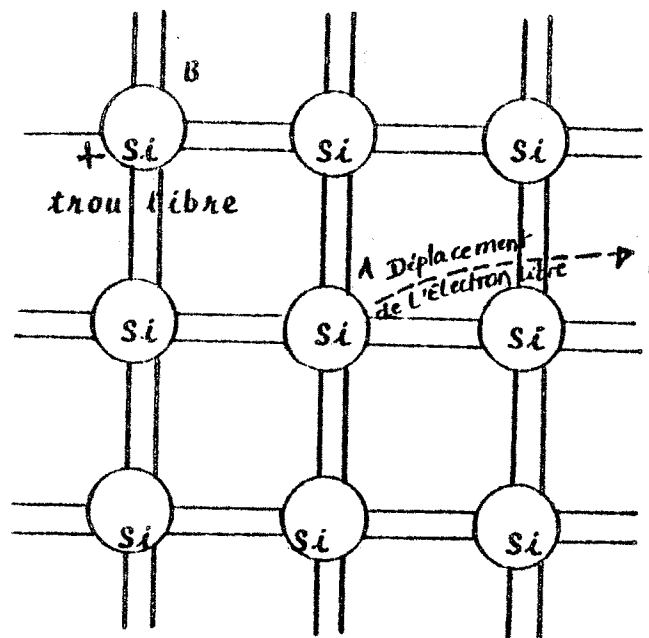 B
+
Si Si Si
trou libre
A Déplacement
de l'Électron libre
Si Si Si
Si Si Si